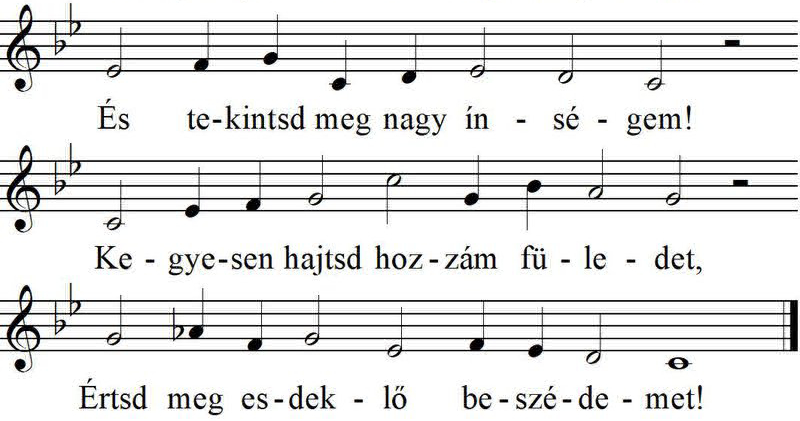 És te-kintsd meg nagy ín - sé - gem!
Ke - gye-sen hajtsd hoz-zám fü - le - det,
Értsd meg es-dek - lő be-szé-de-met!